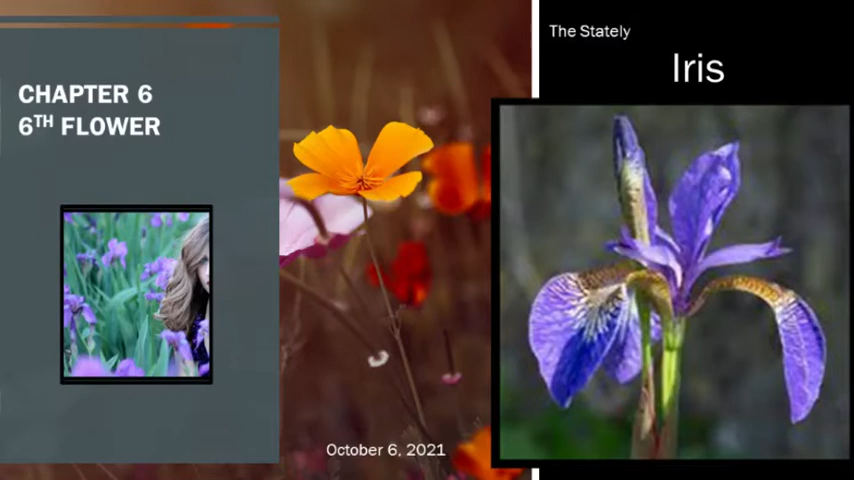 CHAPTER 6
6TH FLOWER
October 6, 2021
The Stately
Iris